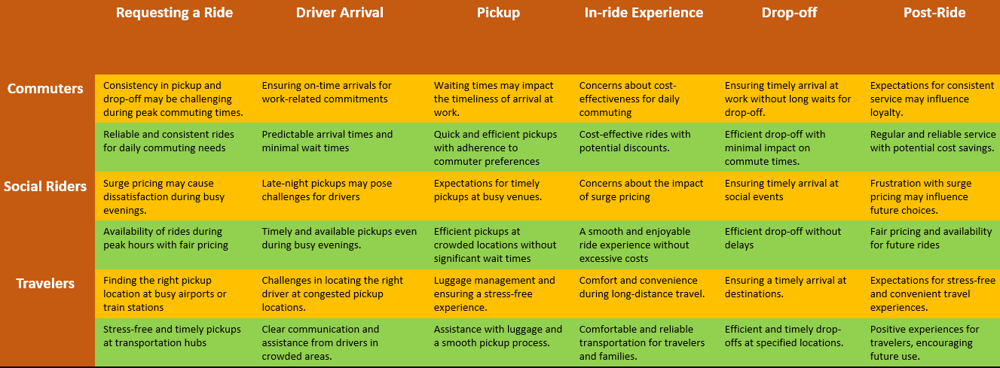 Requesting a Ride
Driver Arrival
Pickup
In-ride Experience
Drop-off
Post-Ride
Commuters
Consistency in pickup and
drop-off may be challenging
during peak commuting times.
Ensuring on-time arrivals for
work-related commitments
Waiting times may impact
the timeliness of arrival at
work.
Concerns about cost-
effectiveness for daily
commuting
Ensuring timely arrival at
work without long waits for
drop-off.
Expectations for consistent
service may influence
loyalty.
Reliable and consistent rides
for daily commuting needs
Predictable arrival times and
minimal wait times
Quick and efficient pickups
with adherence to
commuter preferences
Cost-effective rides with
potential discounts.
Efficient drop-off with
minimal impact on
commute times.
Regular and reliable service
with potential cost savings.
Social Riders
Surge pricing may cause
dissatisfaction during busy
evenings.
Late-night pickups may pose
challenges for drivers
Expectations for timely
pickups at busy venues.
Concerns about the impact
of surge pricing
Ensuring timely arrival at
social events
Frustration with surge
pricing may influence
future choices.
Availability of rides during
peak hours with fair pricing
Timely and available pickups even
during busy evenings.
Efficient pickups at
crowded locations without
significant wait times
A smooth and enjoyable
ride experience without
excessive costs
Efficient drop-off without
delays
Fair pricing and availability
for future rides
Travelers
Finding the right pickup
location at busy airports or
train stations
Challenges in locating the right
driver at congested pickup
locations.
Luggage management and
ensuring a stress-free
experience.
Comfort and convenience
during long-distance travel.
Ensuring a timely arrival at
destinations.
Expectations for stress-free
and convenient travel
experiences.
Stress-free and timely pickups
at transportation hubs
Clear communication and
assistance from drivers in
crowded areas.
Assistance with luggage and
a smooth pickup process.
Comfortable and reliable
transportation for travelers
and families.
Efficient and timely drop-
offs at specified locations.
Positive experiences for
travelers, encouraging
future use.